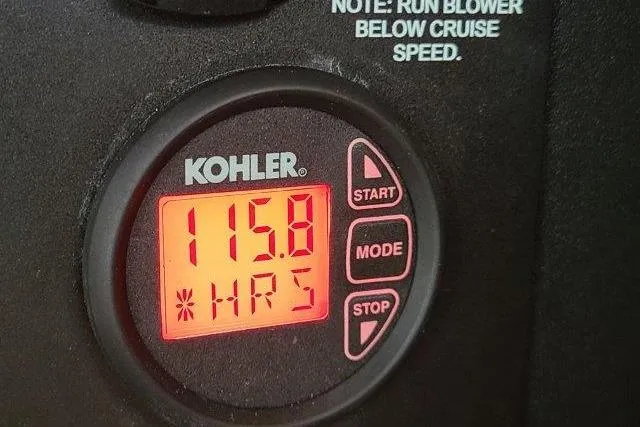 NOTE: RUN BLOWER
BELOW CRUISE
SPEED.
KOHLER®
START
115.8
MODE
*HRS
STOP